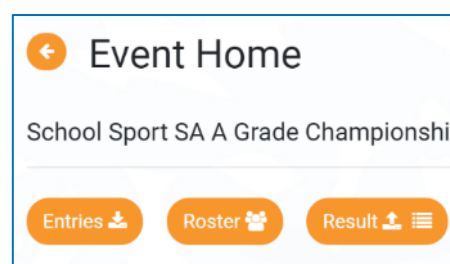 Event Home
School Sport SA A Grade Championshi
Entries Roster Result